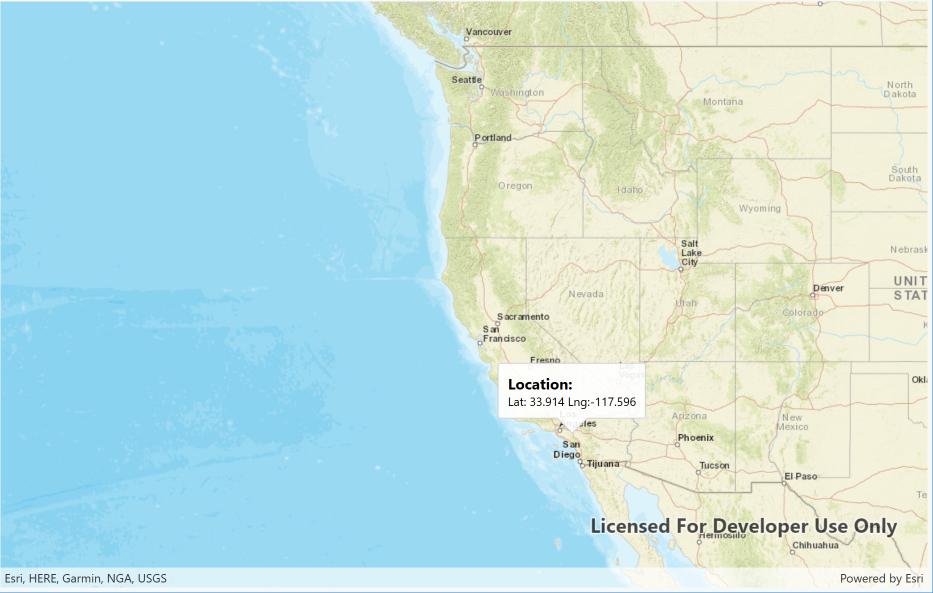 Vancouver
Seattle
Washington
Montana
North
Dakota
Portland
Oregon
Idaho
South
Dakota
Wyoming
Salt
Lake
City
Nebrask
UNIT
STAT
Nevada
Utah
Denver
Colorado
Sacramento
San
Francisco
Fresno
Location:
Lat: 33.914 Lng:-117.596
Okl
Arizona
New
Mexico
Phoenix
San
Diego
Tijuana
Tucson
El Paso
Te
Licensed For Developer Use Only
Hermosillo
Chihuahua
Esri, HERE, Garmin, NGA, USGS
Powered by Esri